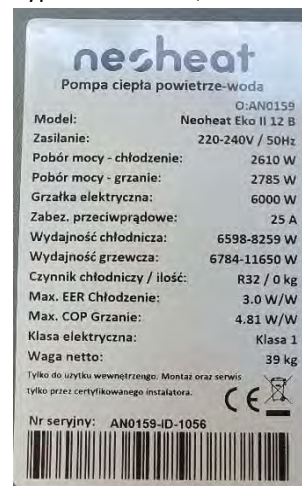 neoheat
Pompa ciepła powietrze-woda
O:AN0159
Model: Neoheat Eko II 12 B
Zasilanie: 220-240V / 50Hz
Pobór mocy - chłodzenie: 2610 W
Pobór mocy - grzanie: 2785 W
Grzałka elektryczna: 6000 W
Zabez. przeciwprądowe: 25 A
Wydajność chłodnicza: 6598-8259 W
Wydajność grzewcza: 6784-11650 W
Czynnik chłodniczy / ilość: R32 / 0 kg
Max. EER Chłodzenie: 3.0 W/W
Max. COP Grzanie: 4.81 W/W
Klasa elektryczna: Klasa 1
Waga netto: 39 kg
Tylko do użytku wewnętrznego. Montaż oraz serwis
tylko przez certyfikowanego instalatora.
CE
Nr seryjny: AN0159-ID-1056